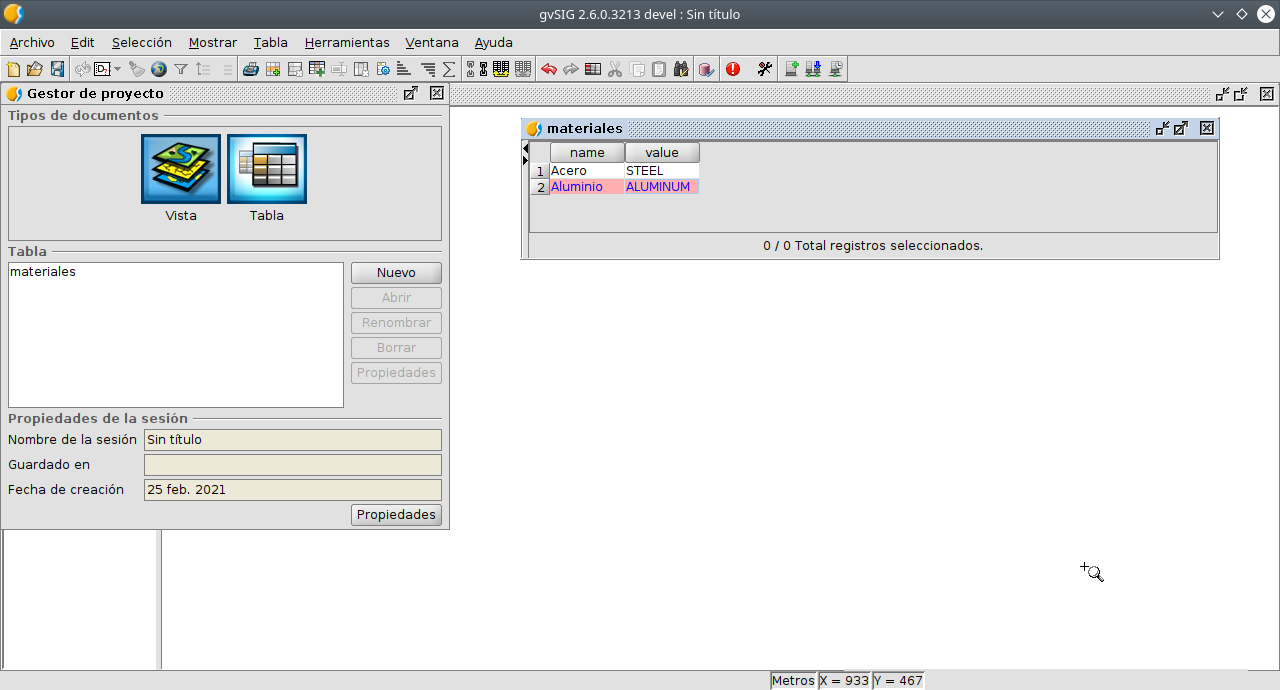 gvSIG 2.6.0.3213 devel : Sin título
Archivo Edit Selección Mostrar Tabla Herramientas Ventana Ayuda
Gestor de proyecto
Tipos de documentos
Vista Tabla
Tabla
materiales
Nuevo
Abrir
Renombrar
Borrar
Propiedades
Propiedades de la sesión
Nombre de la sesión Sin título
Guardado en
Fecha de creación 25 feb. 2021
Propiedades
materiales
name value
1 Acero STEEL
2 Aluminio ALUMINUM
0 / 0 Total registros seleccionados.
Metros X = 933 Y = 467